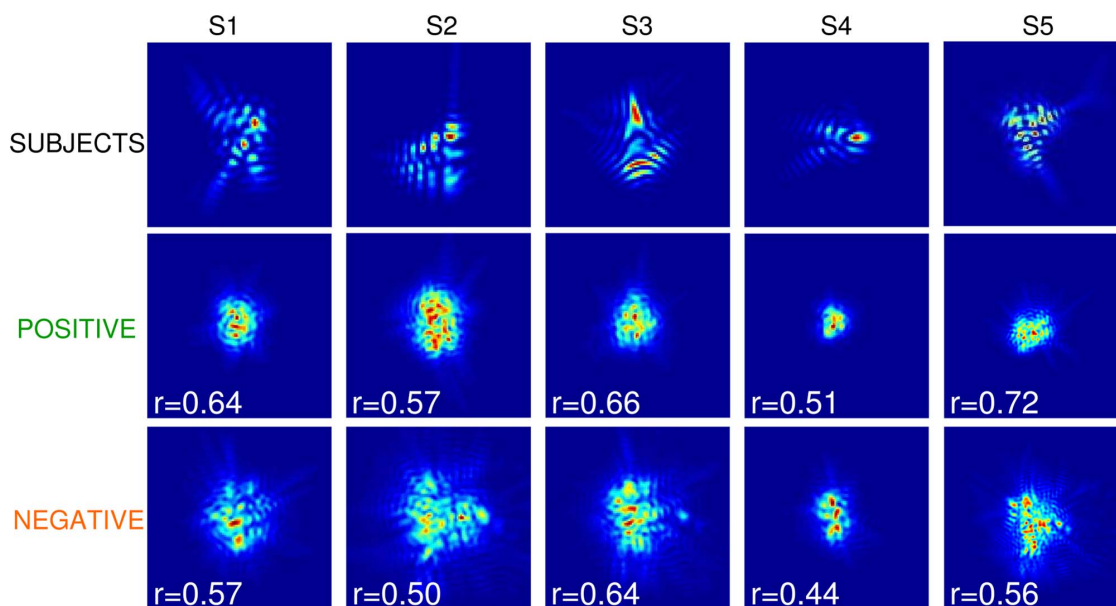 S1 S2 S3 S4 S5
SUBJECTS
POSITIVE
r=0.64 r=0.57 r=0.66 r=0.51 r=0.72
NEGATIVE
r=0.57 r=0.50 r=0.64 r=0.44 r=0.56